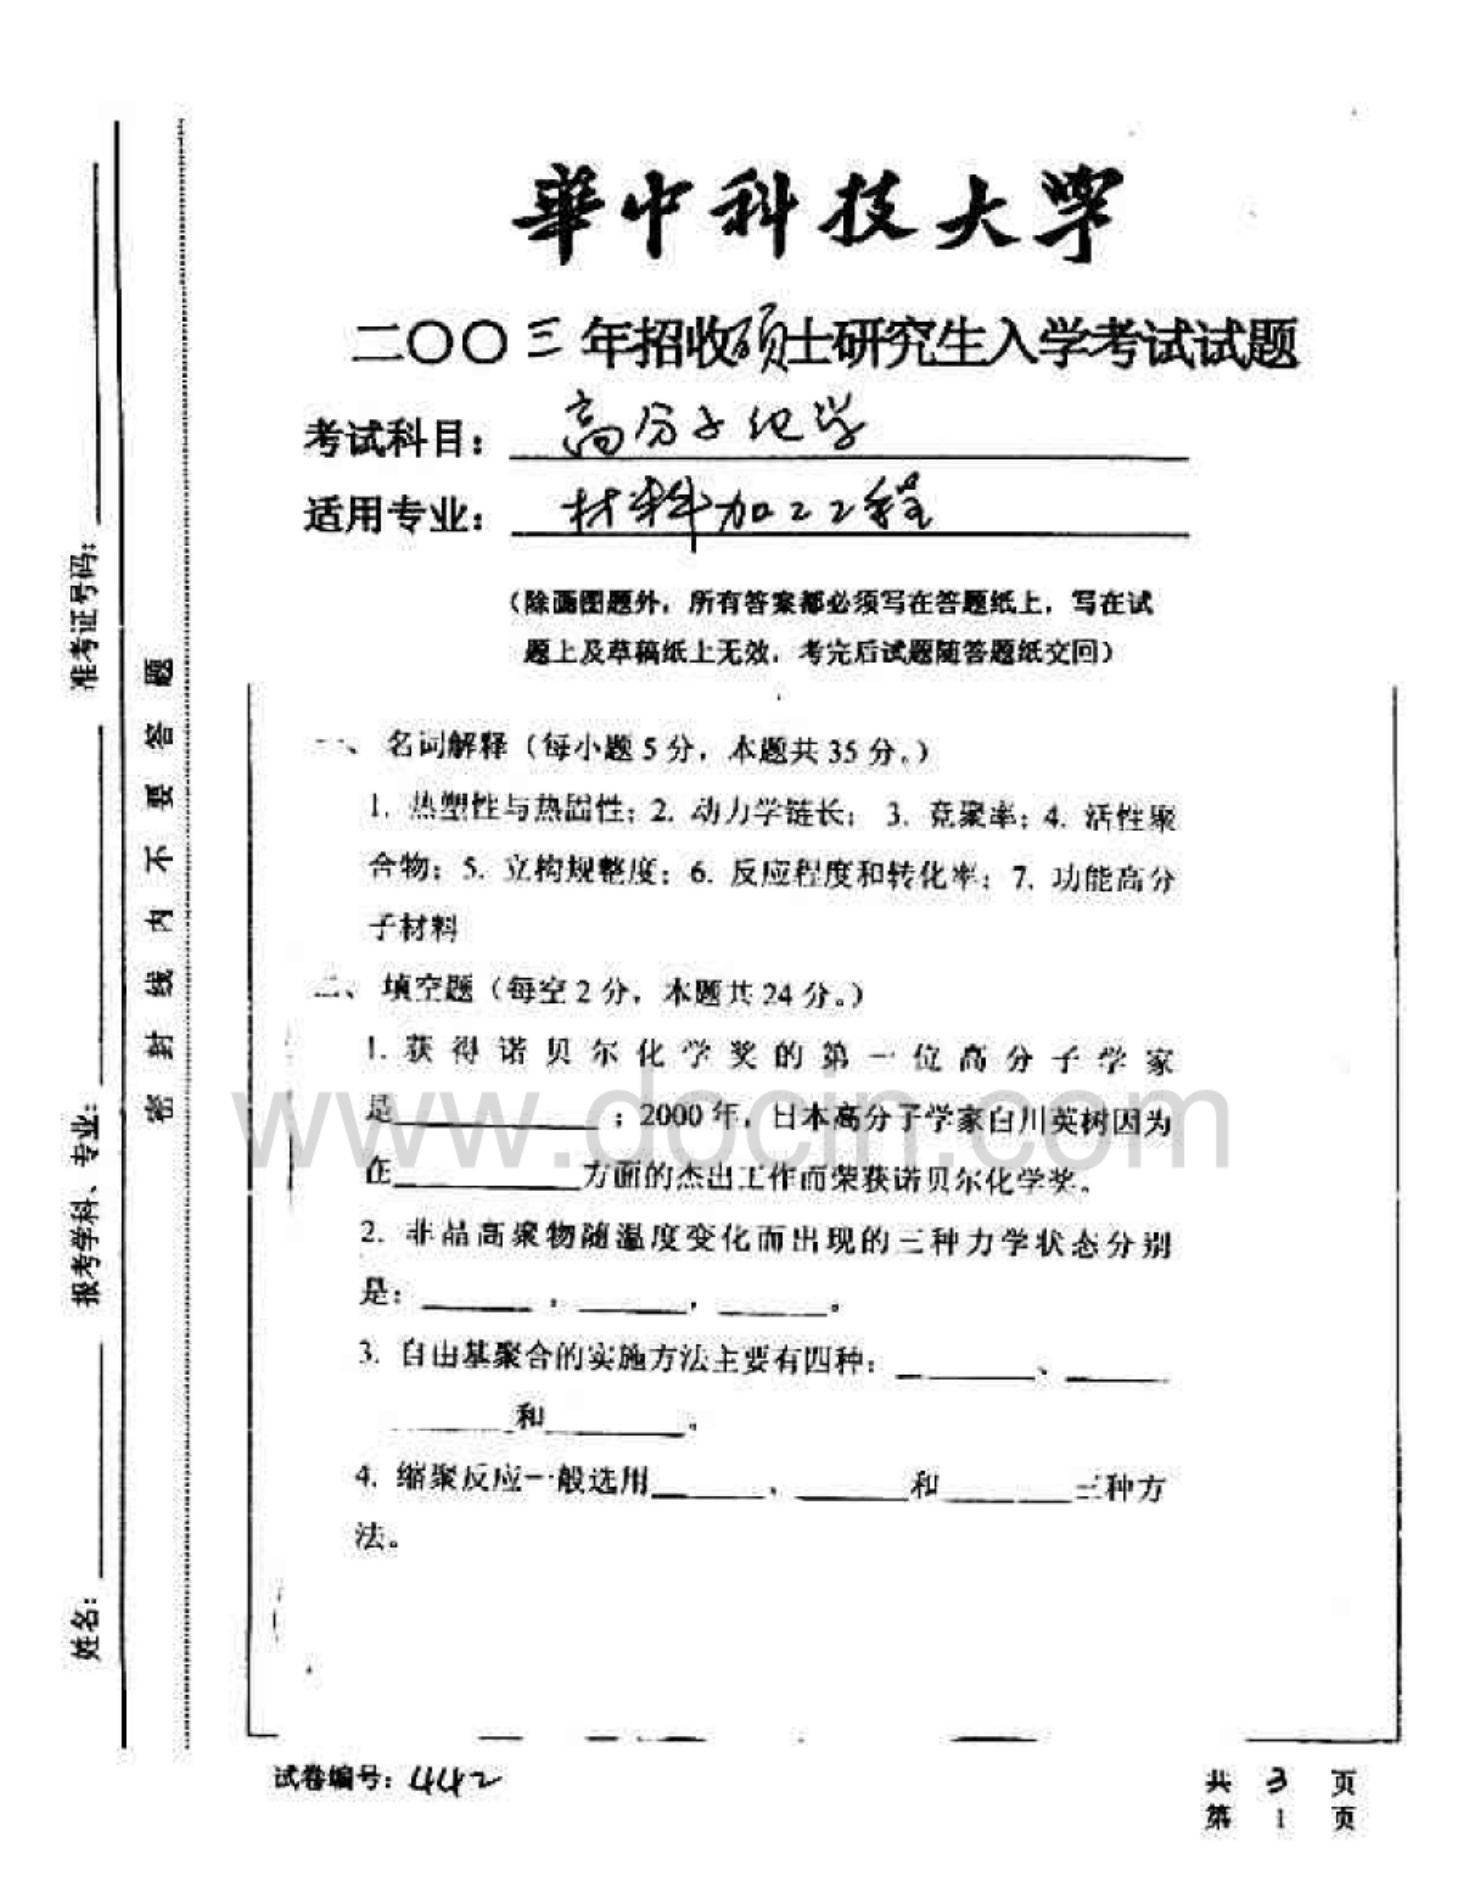 華中科技大学
二〇〇三年招收硕士研究生入学考试试题
考试科目: 高分子化学
适用专业: 材料加工工程
(除画图题外, 所有答案都必须写在答题纸上, 写在试
题上及草稿纸上无效, 考完后试题随答题纸交回)
一、 名词解释（每小题5分，本题共35分。）
1. 热塑性与热固性; 2. 动力学链长; 3. 竞聚率; 4. 活性聚
合物; 5. 立构规整度; 6. 反应程度和转化率; 7. 功能高分
子材料
二、 填空题（每空2分，本题共24分。）
1. 获得诺贝尔化学奖的第一位高分子学家
是__________; 2000年, 日本高分子学家白川英树因为
在__________方面的杰出工作而荣获诺贝尔化学奖。
2. 非晶高聚物随温度变化而出现的三种力学状态分别
是: ______, ______, ______。
3. 自由基聚合的实施方法主要有四种: ________、______
________和________。
4. 缩聚反应一般选用______、______和______三种方
法。
试卷编号: 442
共 3 页
第 1 页
准考证号码:
报考学科、专业:
姓名:
密封线内不要答题
www.docin.com